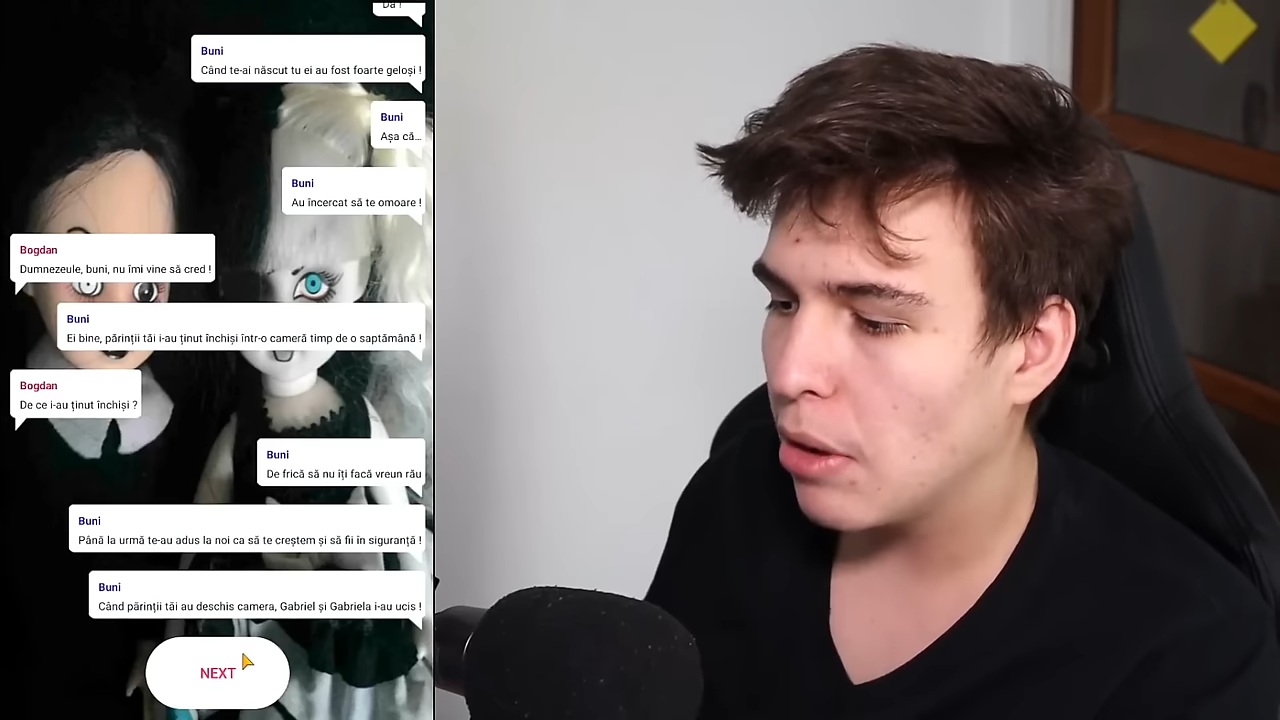 Da !
Buni
Când te-ai născut tu ei au fost foarte geloși !
Buni
Așa că...
Buni
Au încercat să te omoare !
Bogdan
Dumnezeule, buni, nu îmi vine să cred !
Buni
Ei bine, părinții tăi i-au ținut închiși într-o cameră timp de o saptămână !
Bogdan
De ce i-au ținut închiși ?
Buni
De frică să nu îți facă vreun rău
Buni
Până la urmă te-au adus la noi ca să te creștem și să fii în siguranță !
Buni
Când părinții tăi au deschis camera, Gabriel și Gabriela i-au ucis !
NEXT